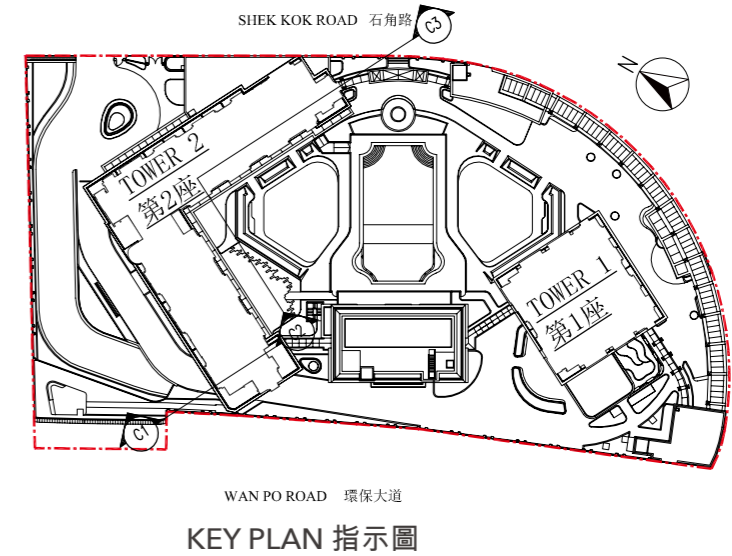 SHEK KOK ROAD 石角路
C3
N
TOWER 2
第2座
TOWER 1
第1座
C2
C1
WAN PO ROAD 環保大道
KEY PLAN 指示圖